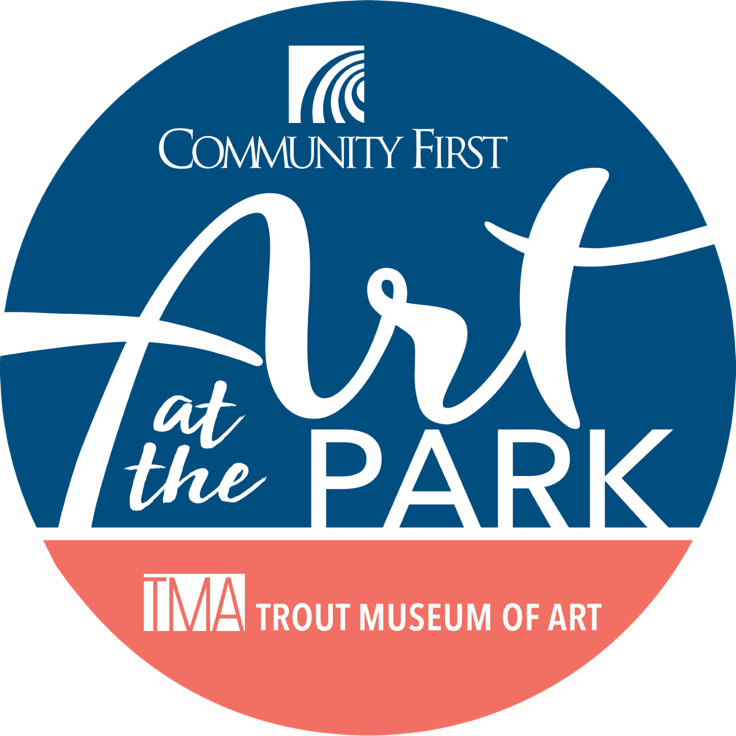 COMMUNITY FIRST
Art
at
the PARK
TMA TROUT MUSEUM OF ART